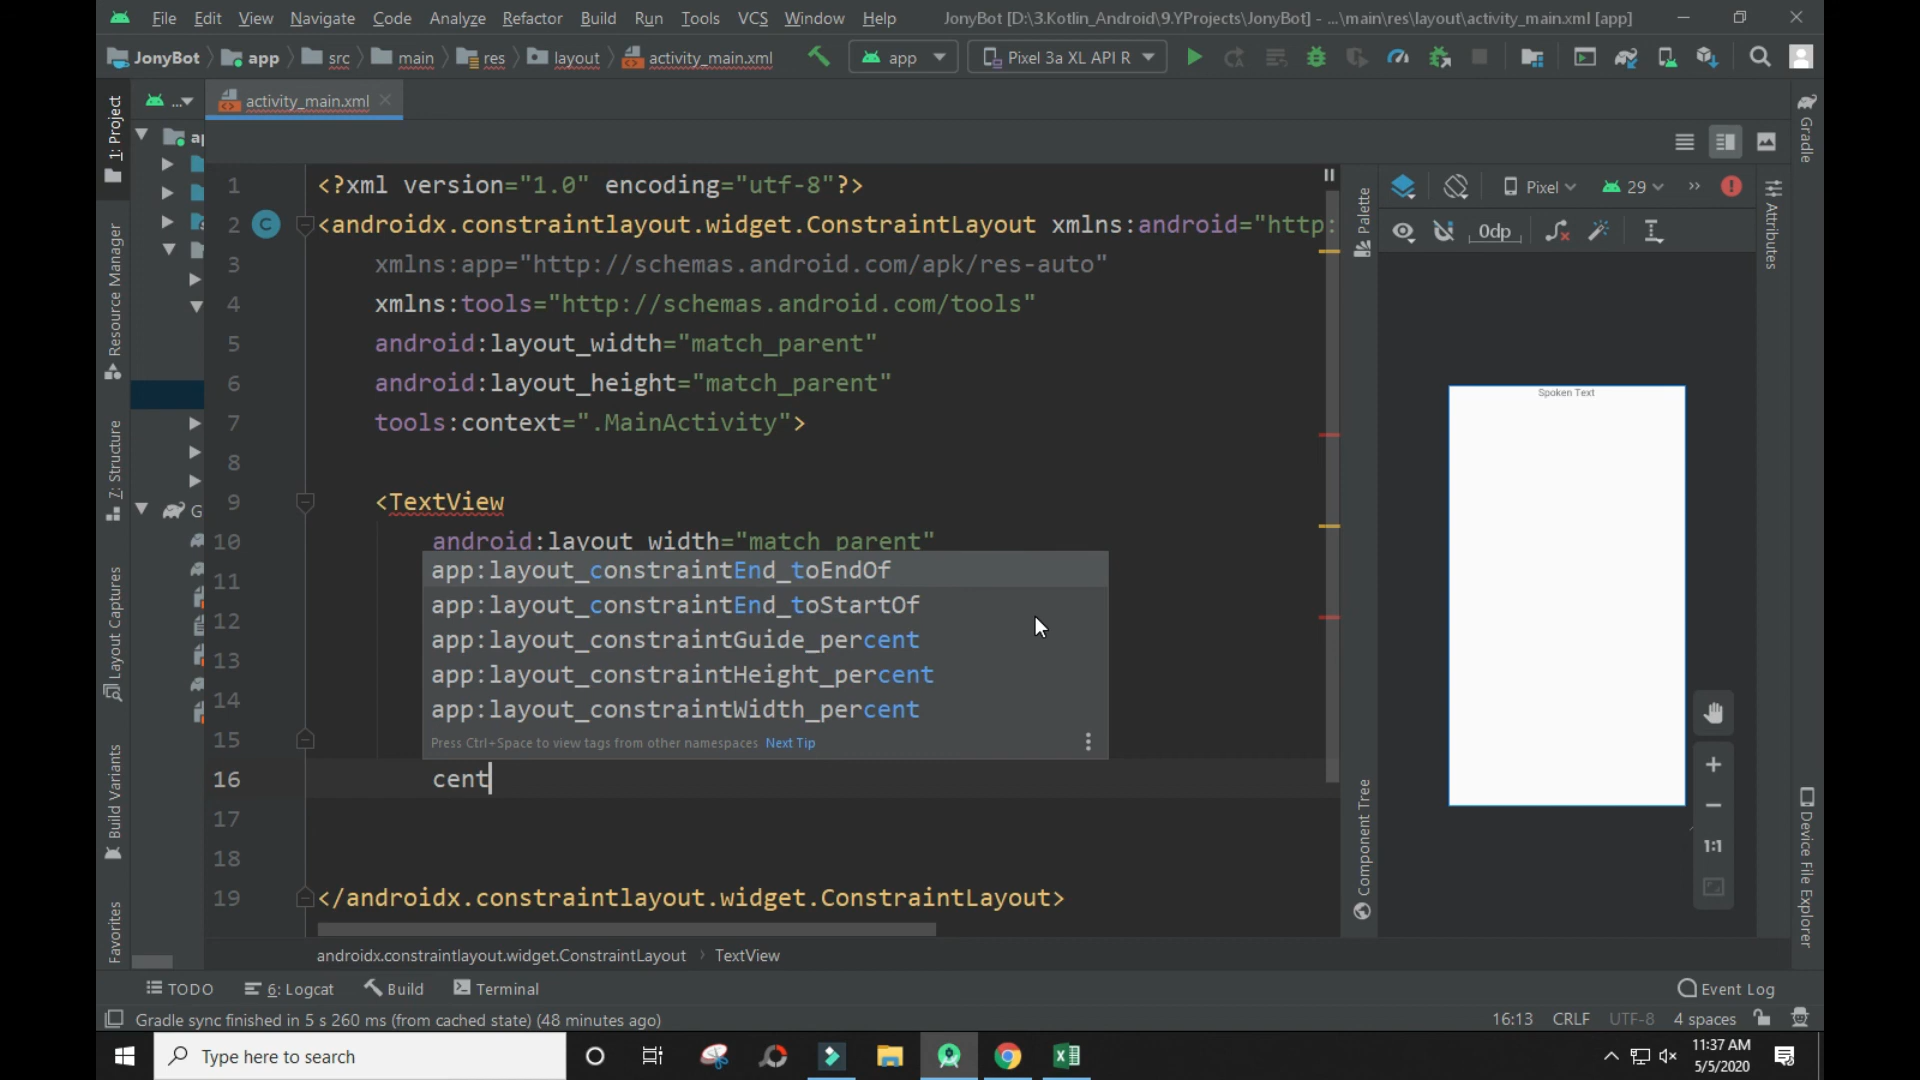 File Edit View Navigate Code Analyze Refactor Build Run Tools VCS Window Help JonyBot [D:\3.Kotlin_Android\9.YProjects\JonyBot] - ...\main\res\layout\activity_main.xml [app]
JonyBot app src main res layout activity_main.xml app Pixel 3a XL API R
... activity_main.xml
1: Project
Resource Manager
Z: Structure
Layout Captures
Build Variants
Favorites
G
1 <?xml version="1.0" encoding="utf-8"?>
2 C <androidx.constraintlayout.widget.ConstraintLayout xmlns:android="http:
3 xmlns:app="http://schemas.android.com/apk/res-auto"
4 xmlns:tools="http://schemas.android.com/tools"
5 android:layout_width="match_parent"
6 android:layout_height="match_parent"
7 tools:context=".MainActivity">
8
9 <TextView
10 android:layout_width="match_parent"
11 app:layout_constraintEnd_toEndOf
12 app:layout_constraintEnd_toStartOf
13 app:layout_constraintGuide_percent
14 app:layout_constraintHeight_percent
15 app:layout_constraintWidth_percent
Press Ctrl+Space to view tags from other namespaces Next Tip
16 cent
17
18
19 </androidx.constraintlayout.widget.ConstraintLayout>
androidx.constraintlayout.widget.ConstraintLayout › TextView
Palette
Component Tree
Pixel 29 »
0dp
Spoken Text
1:1
Gradle
Attributes
Device File Explorer
TODO 6: Logcat Build Terminal Event Log
Gradle sync finished in 5 s 260 ms (from cached state) (48 minutes ago) 16:13 CRLF UTF-8 4 spaces
Type here to search 11:37 AM
5/5/2020